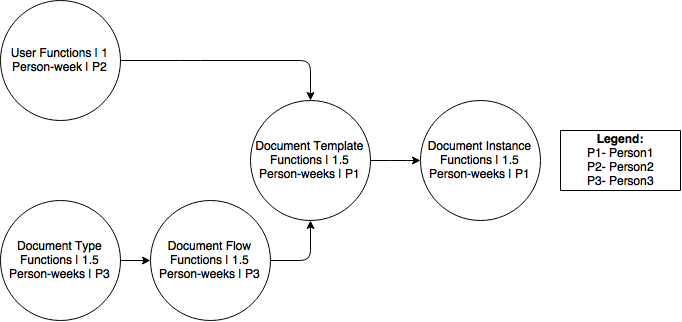 User Functions | 1
Person-week | P2
Document Template
Functions | 1.5
Person-weeks | P1
Document Instance
Functions | 1.5
Person-weeks | P1
Legend:
P1- Person1
P2- Person2
P3- Person3
Document Type
Functions | 1.5
Person-weeks | P3
Document Flow
Functions | 1.5
Person-weeks | P3